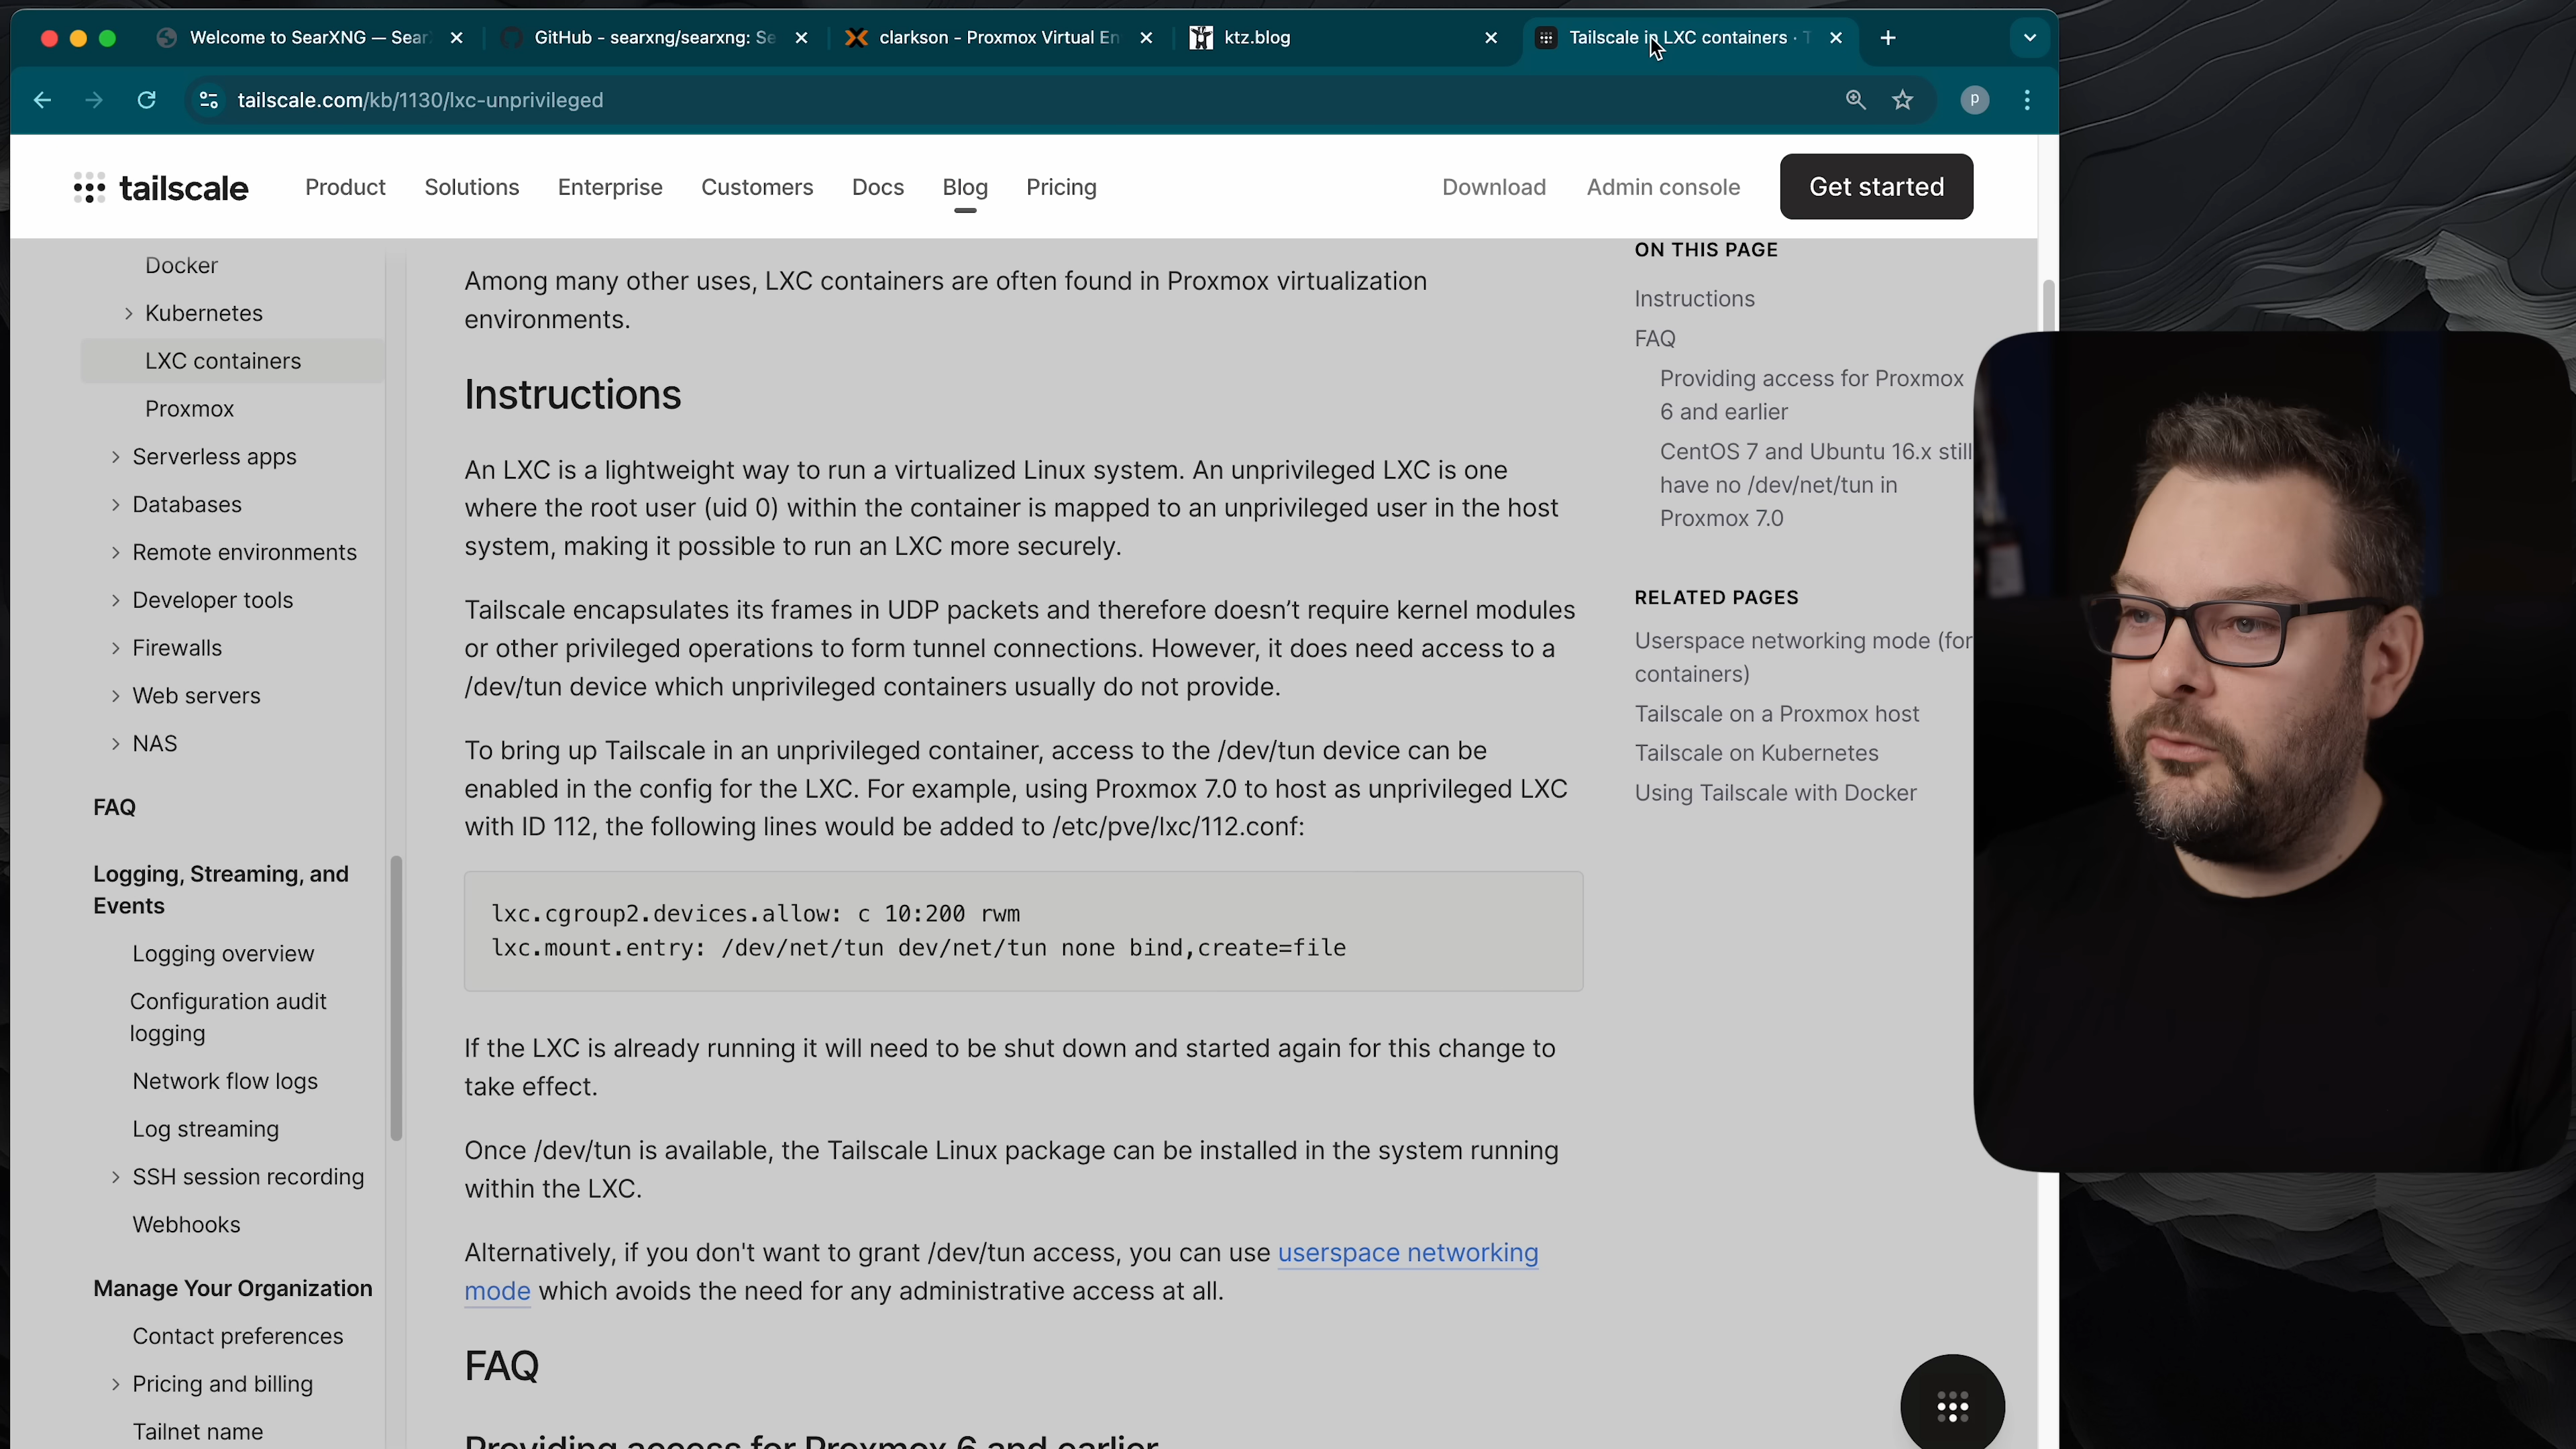 Welcome to SearXNG — Sear
GitHub - searxng/searxng: Se
clarkson - Proxmox Virtual En
ktz.blog
Tailscale in LXC containers · T
tailscale.com/kb/1130/lxc-unprivileged
P
tailscale
Product
Solutions
Enterprise
Customers
Docs
Blog
Pricing
Download
Admin console
Get started
Docker
Kubernetes
LXC containers
Proxmox
Serverless apps
Databases
Remote environments
Developer tools
Firewalls
Web servers
NAS
FAQ
Logging, Streaming, and
Events
Logging overview
Configuration audit
logging
Network flow logs
Log streaming
SSH session recording
Webhooks
Manage Your Organization
Contact preferences
Pricing and billing
Tailnet name
Among many other uses, LXC containers are often found in Proxmox virtualization
environments.
Instructions
An LXC is a lightweight way to run a virtualized Linux system. An unprivileged LXC is one
where the root user (uid 0) within the container is mapped to an unprivileged user in the host
system, making it possible to run an LXC more securely.
Tailscale encapsulates its frames in UDP packets and therefore doesn’t require kernel modules
or other privileged operations to form tunnel connections. However, it does need access to a
/dev/tun device which unprivileged containers usually do not provide.
To bring up Tailscale in an unprivileged container, access to the /dev/tun device can be
enabled in the config for the LXC. For example, using Proxmox 7.0 to host as unprivileged LXC
with ID 112, the following lines would be added to /etc/pve/lxc/112.conf:
lxc.cgroup2.devices.allow: c 10:200 rwm
lxc.mount.entry: /dev/net/tun dev/net/tun none bind,create=file
If the LXC is already running it will need to be shut down and started again for this change to
take effect.
Once /dev/tun is available, the Tailscale Linux package can be installed in the system running
within the LXC.
Alternatively, if you don't want to grant /dev/tun access, you can use userspace networking
mode which avoids the need for any administrative access at all.
FAQ
Providing access for Proxmox 6 and earlier
ON THIS PAGE
Instructions
FAQ
Providing access for Proxmox
6 and earlier
CentOS 7 and Ubuntu 16.x still
have no /dev/net/tun in
Proxmox 7.0
RELATED PAGES
Userspace networking mode (for
containers)
Tailscale on a Proxmox host
Tailscale on Kubernetes
Using Tailscale with Docker